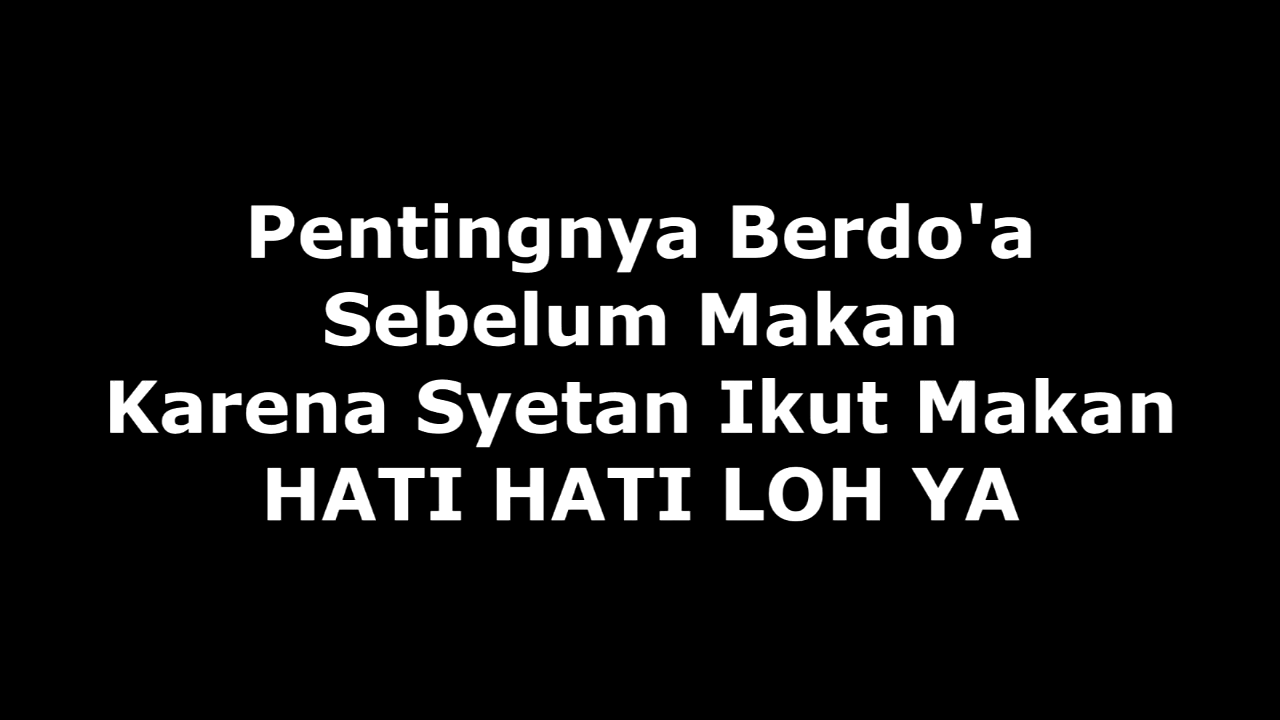 Pentingnya Berdo'a
Sebelum Makan
Karena Syetan Ikut Makan
HATI HATI LOH YA